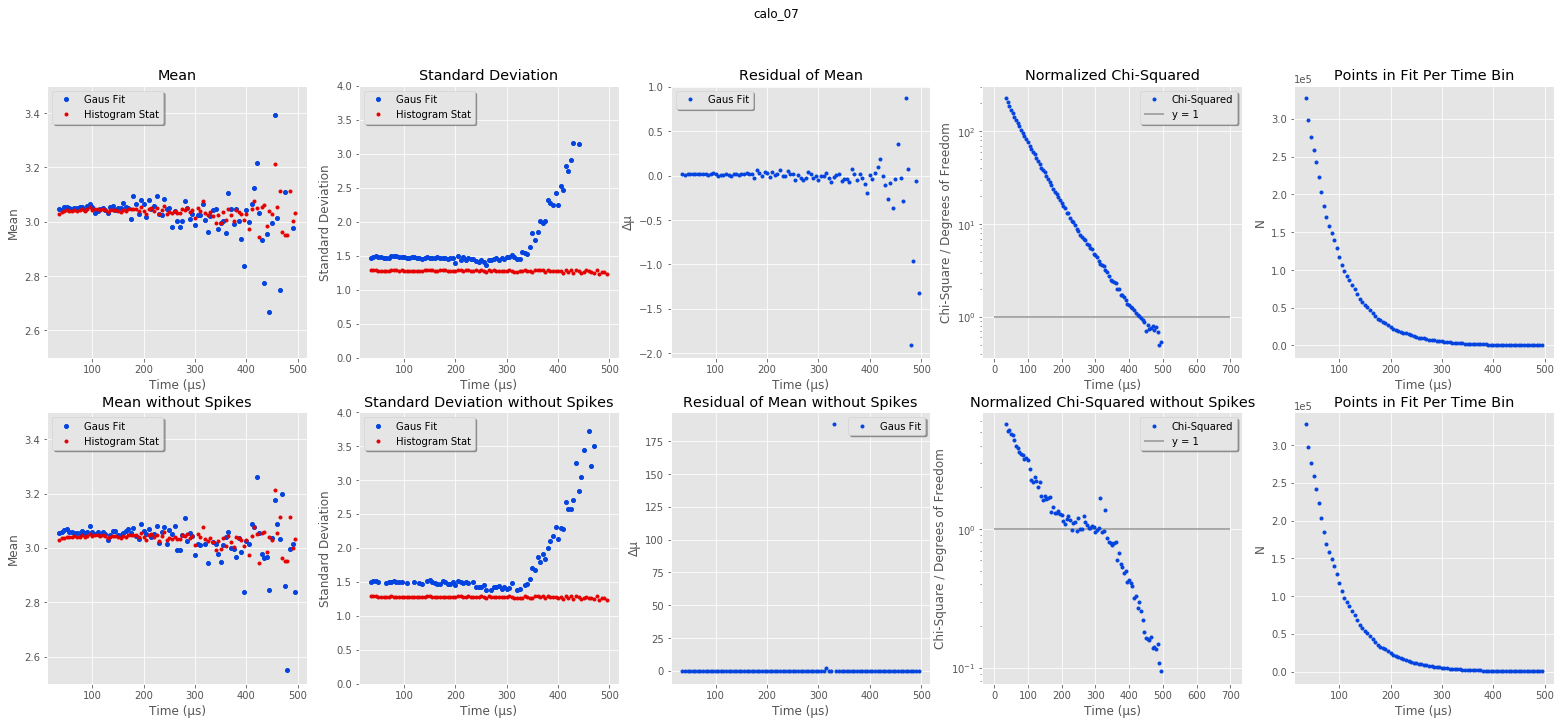 calo_07
Mean
Standard Deviation
Residual of Mean
Normalized Chi-Squared
Points in Fit Per Time Bin
Gaus Fit
Histogram Stat
3.4
3.2
3.0
2.8
2.6
Mean
100 200 300 400 500
Time (μs)
Gaus Fit
Histogram Stat
4.0
3.5
3.0
2.5
2.0
1.5
1.0
0.5
0.0
Standard Deviation
100 200 300 400 500
Time (μs)
Gaus Fit
1.0
0.5
0.0
−0.5
−1.0
−1.5
−2.0
Δμ
100 200 300 400 500
Time (μs)
Chi-Squared
y = 1
10²
10¹
10⁰
Chi-Square / Degrees of Freedom
0 100 200 300 400 500 600 700
Time (μs)
1e5
3.0
2.5
2.0
1.5
1.0
0.5
0.0
N
100 200 300 400 500
Time (μs)
Mean without Spikes
Standard Deviation without Spikes
Residual of Mean without Spikes
Normalized Chi-Squared without Spikes
Points in Fit Per Time Bin
Gaus Fit
Histogram Stat
3.4
3.2
3.0
2.8
2.6
Mean
100 200 300 400 500
Time (μs)
Gaus Fit
Histogram Stat
4.0
3.5
3.0
2.5
2.0
1.5
1.0
0.5
0.0
Standard Deviation
100 200 300 400 500
Time (μs)
Gaus Fit
175
150
125
100
75
50
25
0
Δμ
100 200 300 400 500
Time (μs)
Chi-Squared
y = 1
10⁰
10⁻¹
Chi-Square / Degrees of Freedom
0 100 200 300 400 500 600 700
Time (μs)
1e5
3.0
2.5
2.0
1.5
1.0
0.5
0.0
N
100 200 300 400 500
Time (μs)